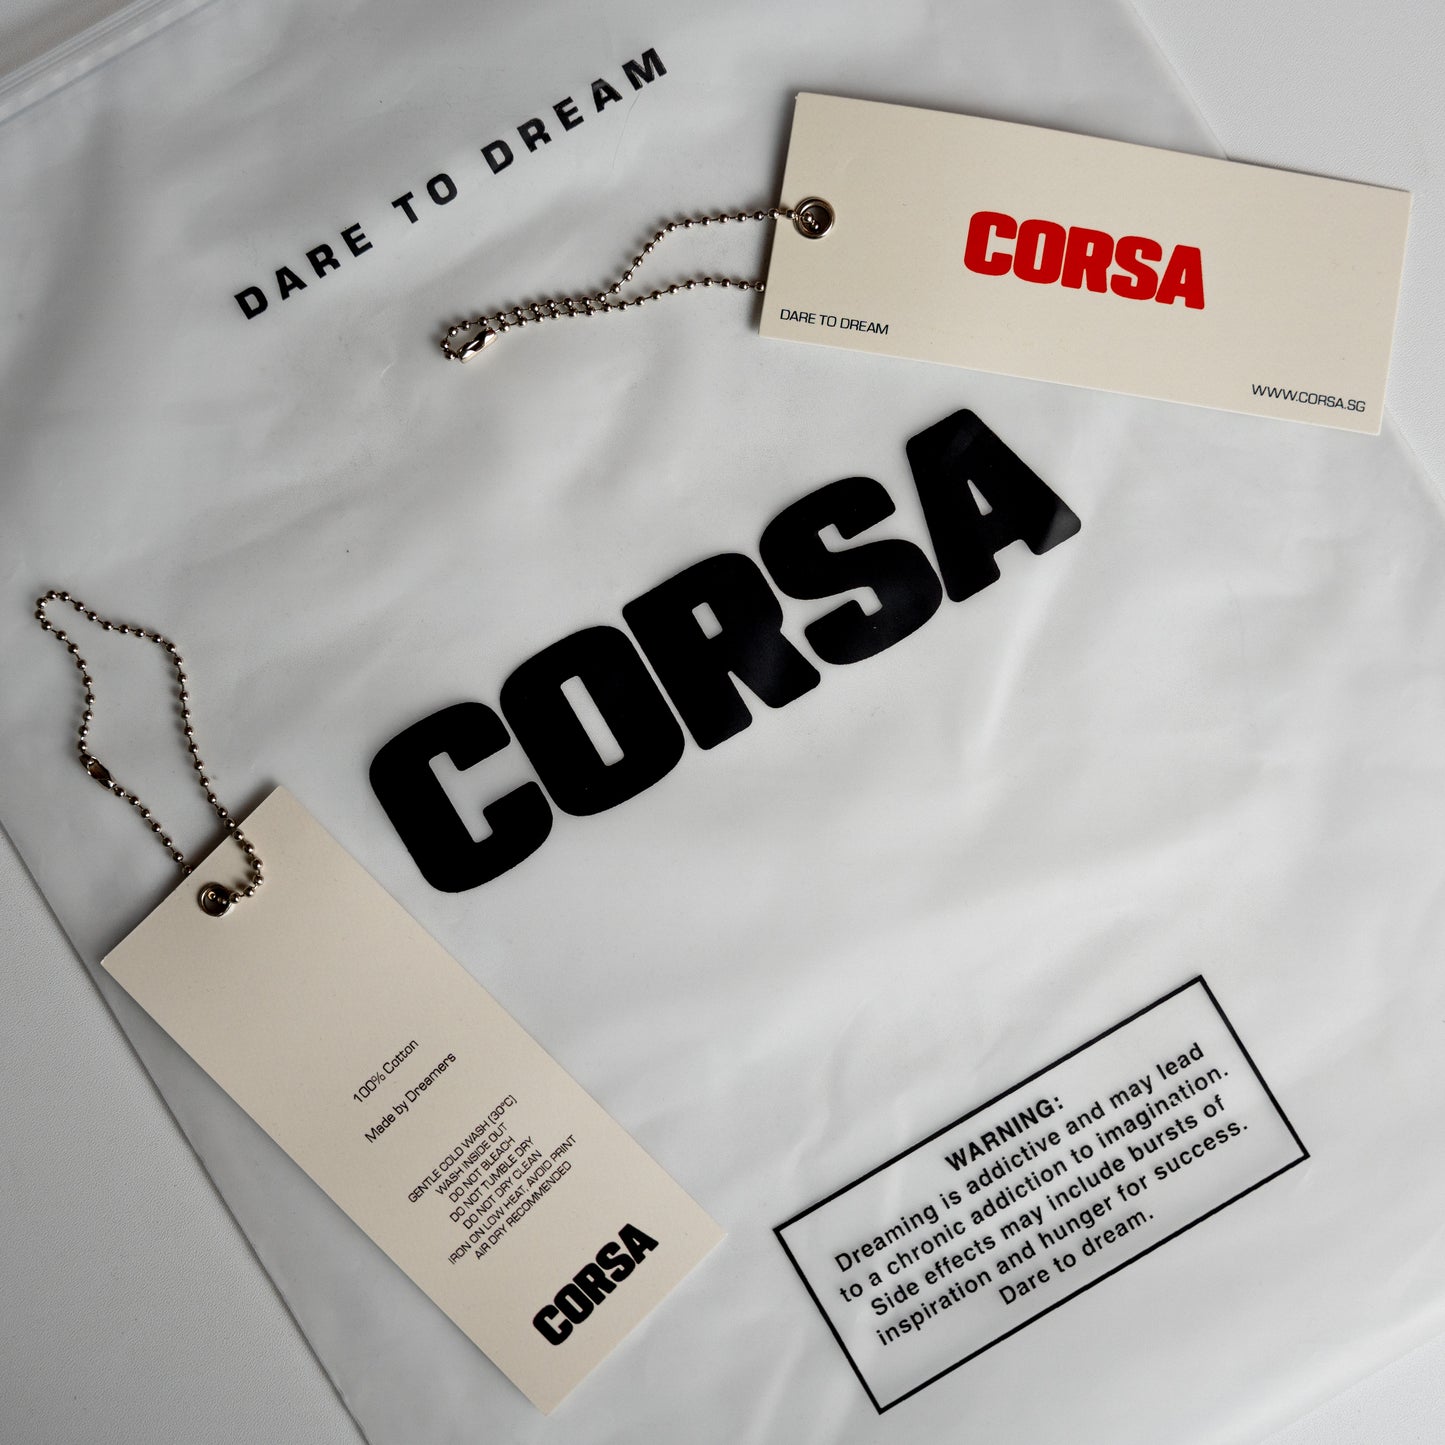 DARE TO DREAM
CORSA
DARE TO DREAM
WWW.CORSA.SG
CORSA
100% Cotton
Made by Dreamers
GENTLE COLD WASH (30°C)
WASH INSIDE OUT
DO NOT BLEACH
DO NOT TUMBLE DRY
DO NOT DRY CLEAN
IRON ON LOW HEAT, AVOID PRINT
AIR DRY RECOMMENDED
CORSA
WARNING:
Dreaming is addictive and may lead
to a chronic addiction to imagination.
Side effects may include bursts of
inspiration and hunger for success.
Dare to dream.